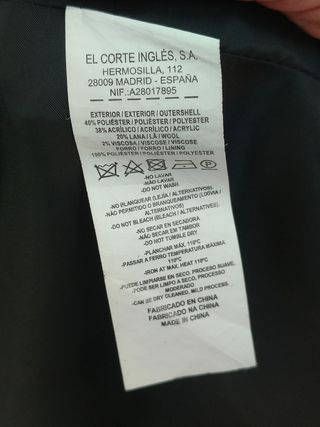 EL CORTE INGLÉS, S.A.
HERMOSILLA, 112
28009 MADRID - ESPAÑA
NIF.:A28017895
EXTERIOR / EXTERIOR / OUTERSHELL
40% POLIÉSTER / POLIÉSTER / POLYESTER
38% ACRÍLICO / ACRÍLICO / ACRYLIC
20% LANA / LÃ / WOOL
2% VISCOSA / VISCOSE / VISCOSE
FORRO / FORRO / LINING
100% POLIÉSTER / POLIÉSTER / POLYESTER
P
-NO LAVAR
-NÃO LAVAR
-DO NOT WASH
-NO BLANQUEAR (LEJÍA / ALTERNATIVOS)
-NÃO PERMITIDO O BRANQUEAMENTO (LIXÍVIA /
ALTERNATIVOS)
-DO NOT BLEACH (BLEACH / ALTERNATIVES)
-NO SECAR EN SECADORA
-NÃO SECAR EM TAMBOR
-DO NOT TUMBLE DRY
-PLANCHAR MAX. 110ºC
-PASSAR A FERRO TEMPERATURA MÁXIMA
110ºC
-IRON AT MAX. HEAT 110ºC
-PUEDE LIMPIARSE EN SECO, PROCESO SUAVE.
-PODE SER LIMPO A SECO, PROCESO
MODERADO
-CAN BE DRY CLEANED, MILD PROCESS.
FABRICADO EN CHINA
FABRICADO NA CHINA
MADE IN CHINA